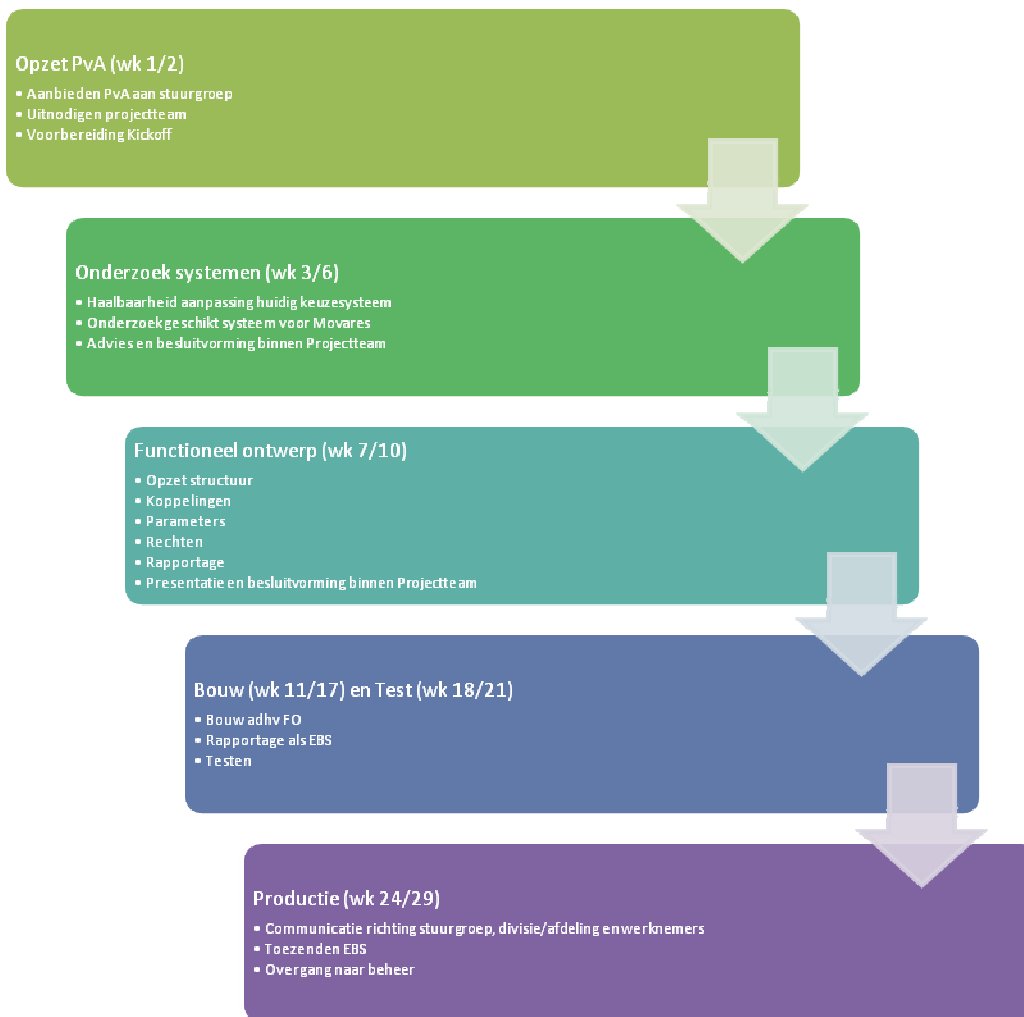 Opzet PvA (wk 1/2)
• Aanbieden PvA aan stuurgroep
• Uitnodigen projectteam
• Voorbereiding Kickoff
Onderzoek systemen (wk 3/6)
• Haalbaarheid aanpassing huidig keuzesysteem
• Onderzoek geschikt systeem voor Movares
• Advies en besluitvorming binnen Projectteam
Functioneel ontwerp (wk 7/10)
• Opzet structuur
• Koppelingen
• Parameters
• Rechten
• Rapportage
• Presentatie en besluitvorming binnen Projectteam
Bouw (wk 11/17) en Test (wk 18/21)
• Bouw adhv FO
• Rapportage als EBS
• Testen
Productie (wk 24/29)
• Communicatie richting stuurgroep, divisie/afdeling en werknemers
• Toezenden EBS
• Overgang naar beheer